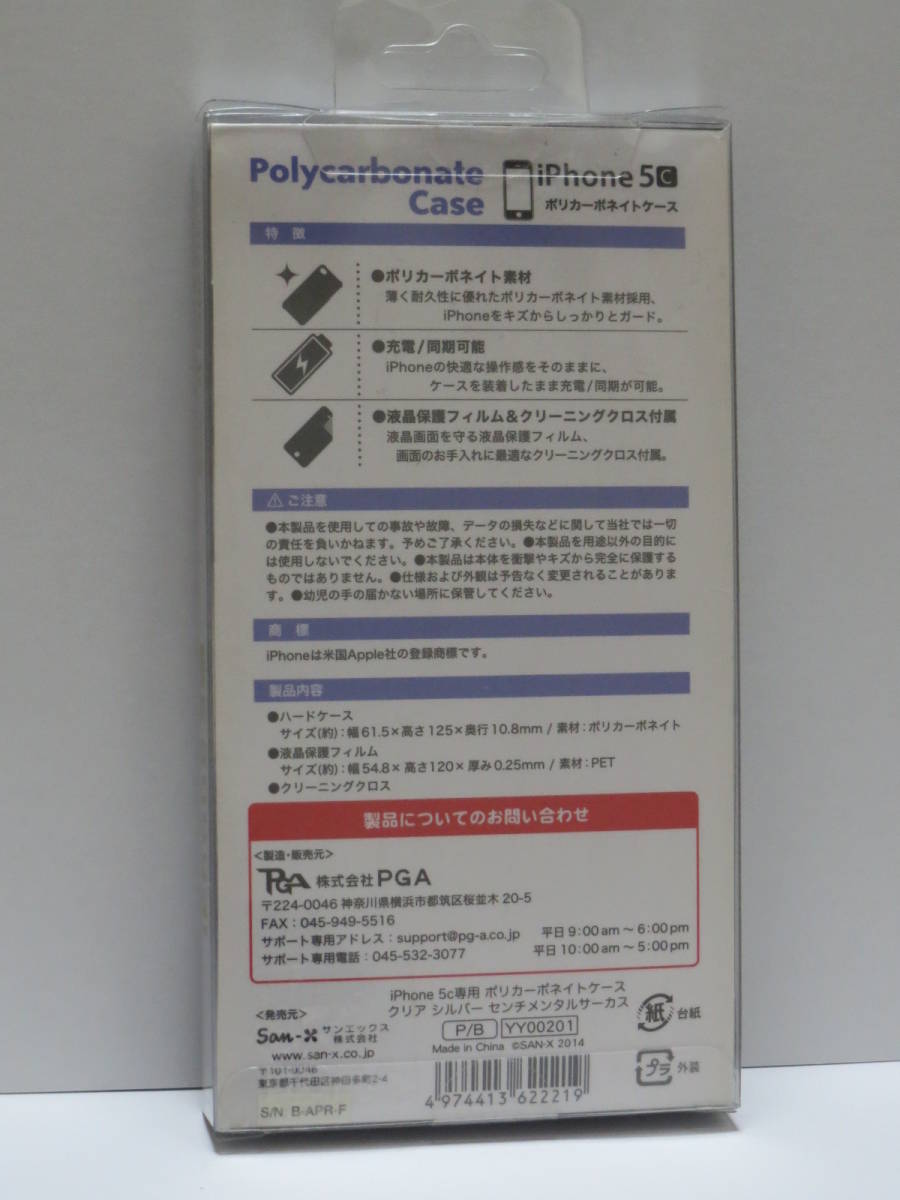 Polycarbonate
Case
iPhone 5c
ポリカーボネイトケース
特 徴
●ポリカーボネイト素材
薄く耐久性に優れたポリカーボネイト素材採用、
iPhoneをキズからしっかりとガード。
●充電/同期可能
iPhoneの快適な操作感をそのままに、
ケースを装着したまま充電/同期が可能。
●液晶保護フィルム&クリーニングクロス付属
液晶画面を守る液晶保護フィルム、
画面のお手入れに最適なクリーニングクロス付属。
⚠ご注意
●本製品を使用しての事故や故障、データの損失などに関して当社では一切
の責任を負いかねます。予めご了承ください。●本製品を用途以外の目的に
は使用しないでください。●本製品は本体を衝撃やキズから完全に保護する
ものではありません。●仕様および外観は予告なく変更されることがありま
す。●幼児の手の届かない場所に保管してください。
商 標
iPhoneは米国Apple社の登録商標です。
製品内容
●ハードケース
サイズ(約):幅61.5×高さ125×奥行10.8mm / 素材:ポリカーボネイト
●液晶保護フィルム
サイズ(約):幅54.8×高さ120×厚み0.25mm / 素材:PET
●クリーニングクロス
製品についてのお問い合わせ
<製造・販売元>
PGA 株式会社PGA
〒224-0046 神奈川県横浜市都筑区桜並木 20-5
FAX : 045-949-5516
サポート専用アドレス : support@pg-a.co.jp 平日 9:00am~6:00pm
サポート専用電話 : 045-532-3077 平日 10:00am~5:00pm
iPhone 5c専用 ポリカーボネイトケース
クリア シルバー センチメンタルサーカス
P/B YY00201
Made in China ©SAN-X 2014
紙 台紙
プラ 外装
<発売元>
San-X サンエックス
株式会社
www.san-x.co.jp
〒101-0046
東京都千代田区神田多町2-4
S/N B-APR-F
4 974413 622219